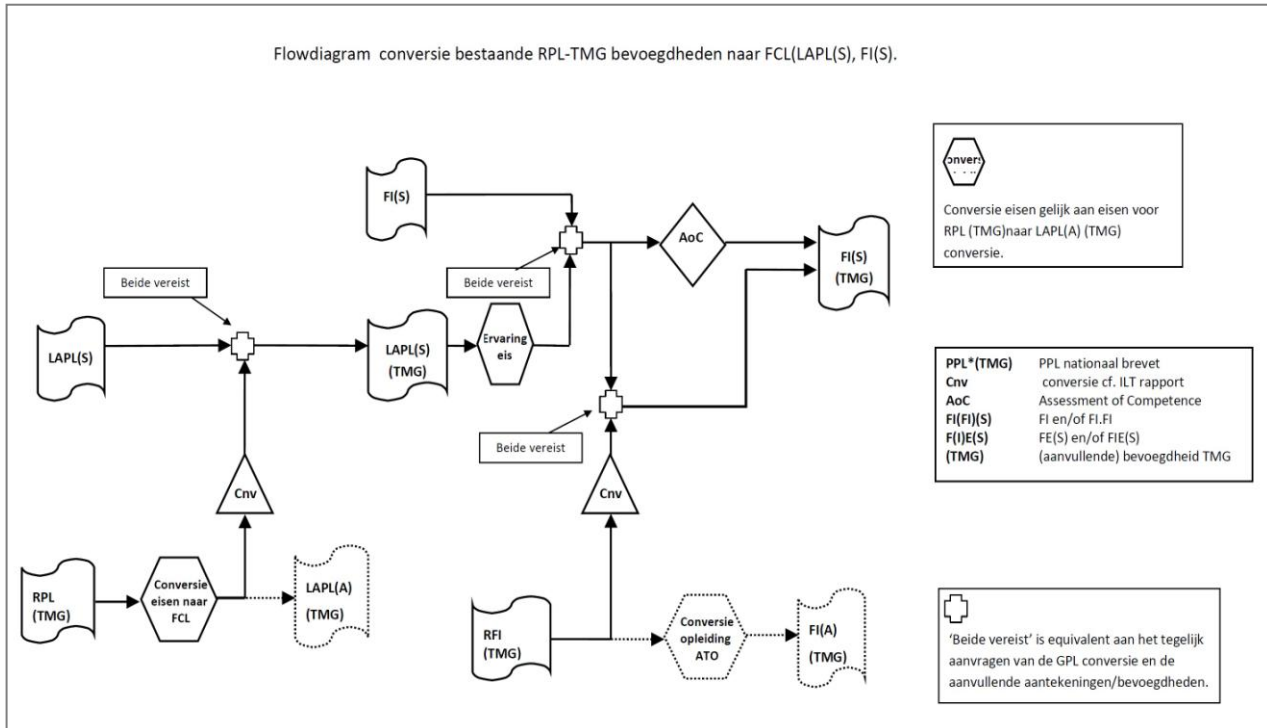 Flowdiagram conversie bestaande RPL-TMG bevoegdheden naar FCL(LAPL(S), FI(S).
FI(S)
Beide vereist
AoC
FI(S)
(TMG)
Beide vereist
LAPL(S)
LAPL(S)
(TMG)
Ervaring
eis
Beide vereist
Cnv
Cnv
RPL
(TMG)
Conversie
eisen naar
FCL
LAPL(A)
(TMG)
RFI
(TMG)
Conversie
opleiding
ATO
FI(A)
(TMG)
onvers
Conversie eisen gelijk aan eisen voor
RPL (TMG)naar LAPL(A) (TMG)
conversie.
PPL*(TMG) PPL nationaal brevet
Cnv conversie cf. ILT rapport
AoC Assessment of Competence
FI(FI)(S) FI en/of FI.FI
F(I)E(S) FE(S) en/of FIE(S)
(TMG) (aanvullende) bevoegdheid TMG
'Beide vereist' is equivalent aan het tegelijk
aanvragen van de GPL conversie en de
aanvullende aantekeningen/bevoegdheden.